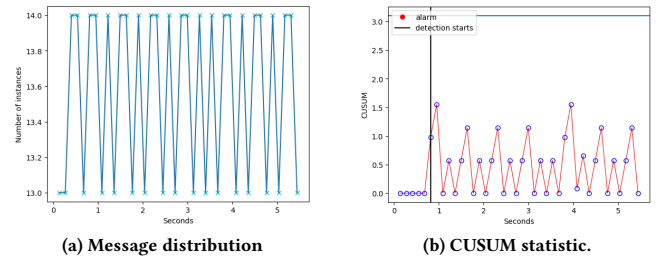 14.0
13.8
13.6
13.4
13.2
13.0
Number of instances
0 1 2 3 4 5
Seconds
(a) Message distribution
3.0
2.5
2.0
1.5
1.0
0.5
0.0
CUSUM
alarm
detection starts
0 1 2 3 4 5
Seconds
(b) CUSUM statistic.